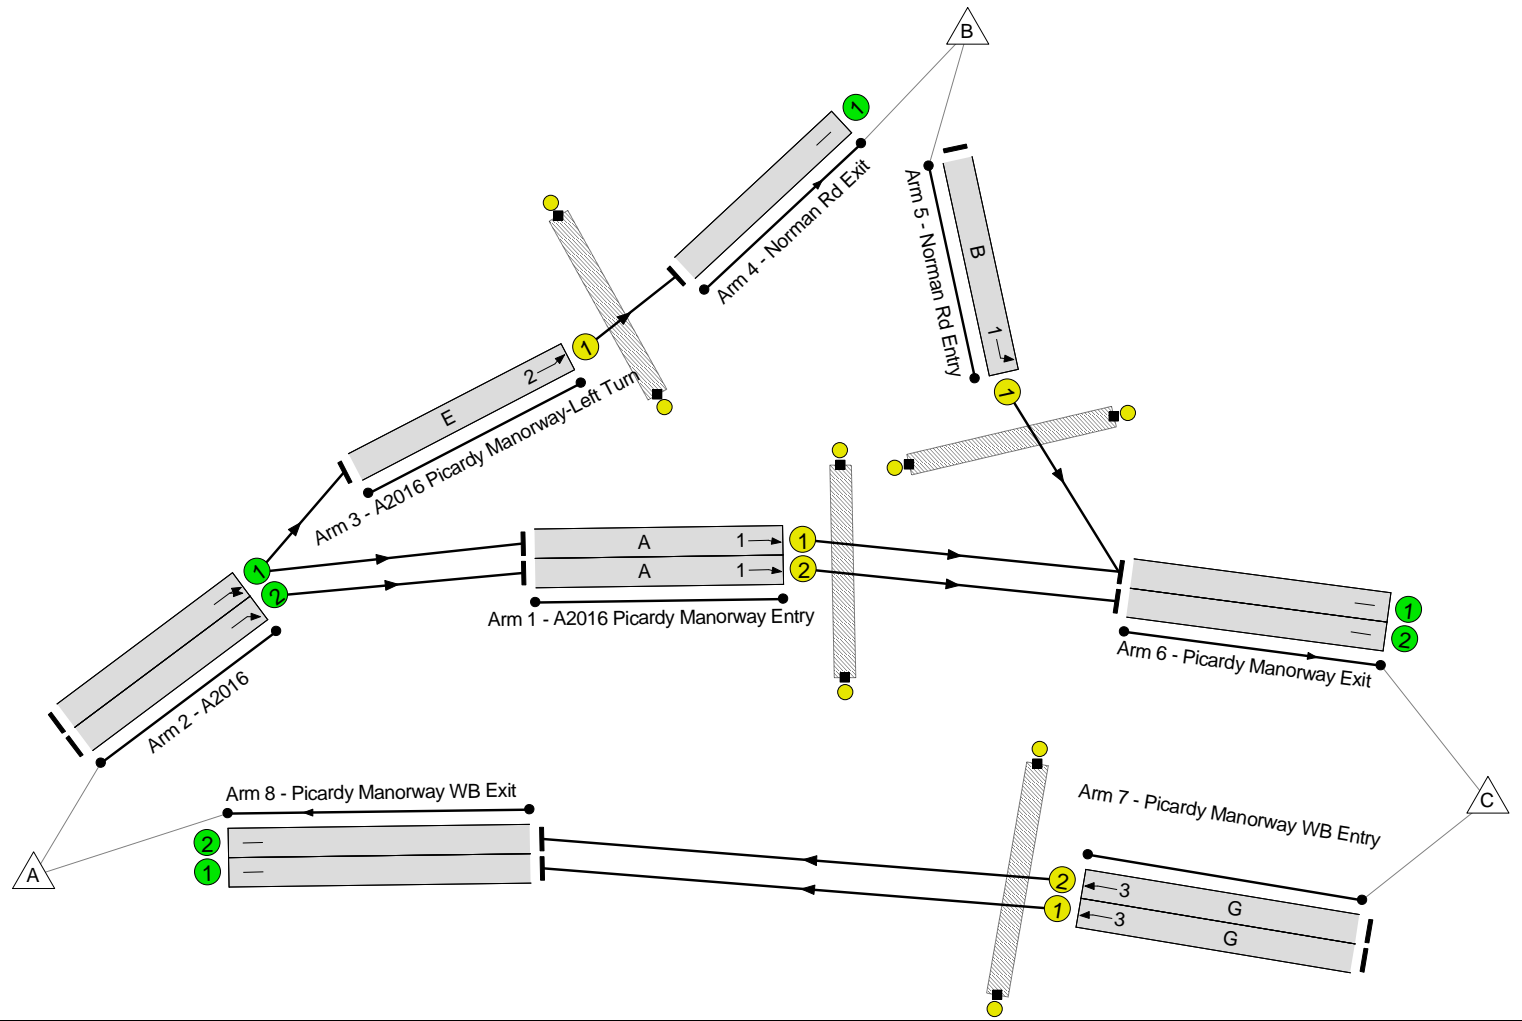 B
1
Arm 4 - Norman Rd Exit
Arm 5 - Norman Rd Entry
B
1
1
1
2
E
Arm 3 - A2016 Picardy Manorway-Left Turn
1
2
Arm 2 - A2016
A
1
1
A
1
2
Arm 1 - A2016 Picardy Manorway Entry
1
2
Arm 6 - Picardy Manorway Exit
C
Arm 7 - Picardy Manorway WB Entry
2
3
G
1
3
G
Arm 8 - Picardy Manorway WB Exit
2
1
A